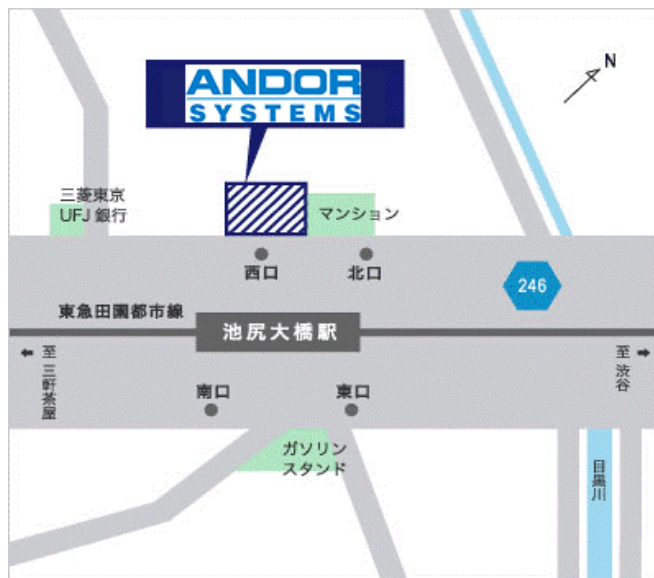 N
ANDOR
SYSTEMS
三菱東京
UFJ 銀行
マンション
西口
北口
246
東急田園都市線
池尻大橋駅
至 三軒茶屋
至 渋谷
南口
東口
ガソリン
スタンド
目黒川